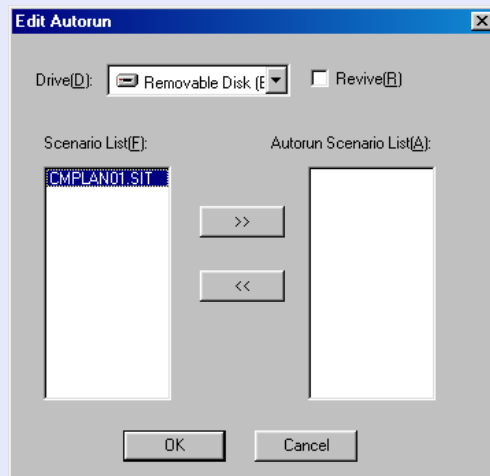 Edit Autorun
Drive(D): Removable Disk (E Revive(R)
Scenario List(F): Autorun Scenario List(A):
CMPLAN01.SIT
>>
<<
OK Cancel